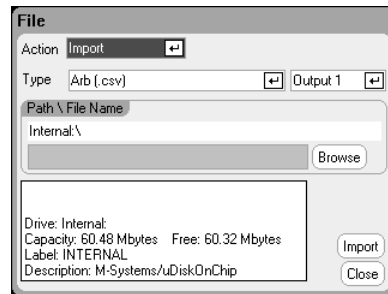 File
Action Import
Type Arb (.csv) Output 1
Path \ File Name
Internal:\
Browse
Drive: Internal:
Capacity: 60.48 Mbytes Free: 60.32 Mbytes
Label: INTERNAL
Description: M-Systems/uDiskOnChip
Import
Close